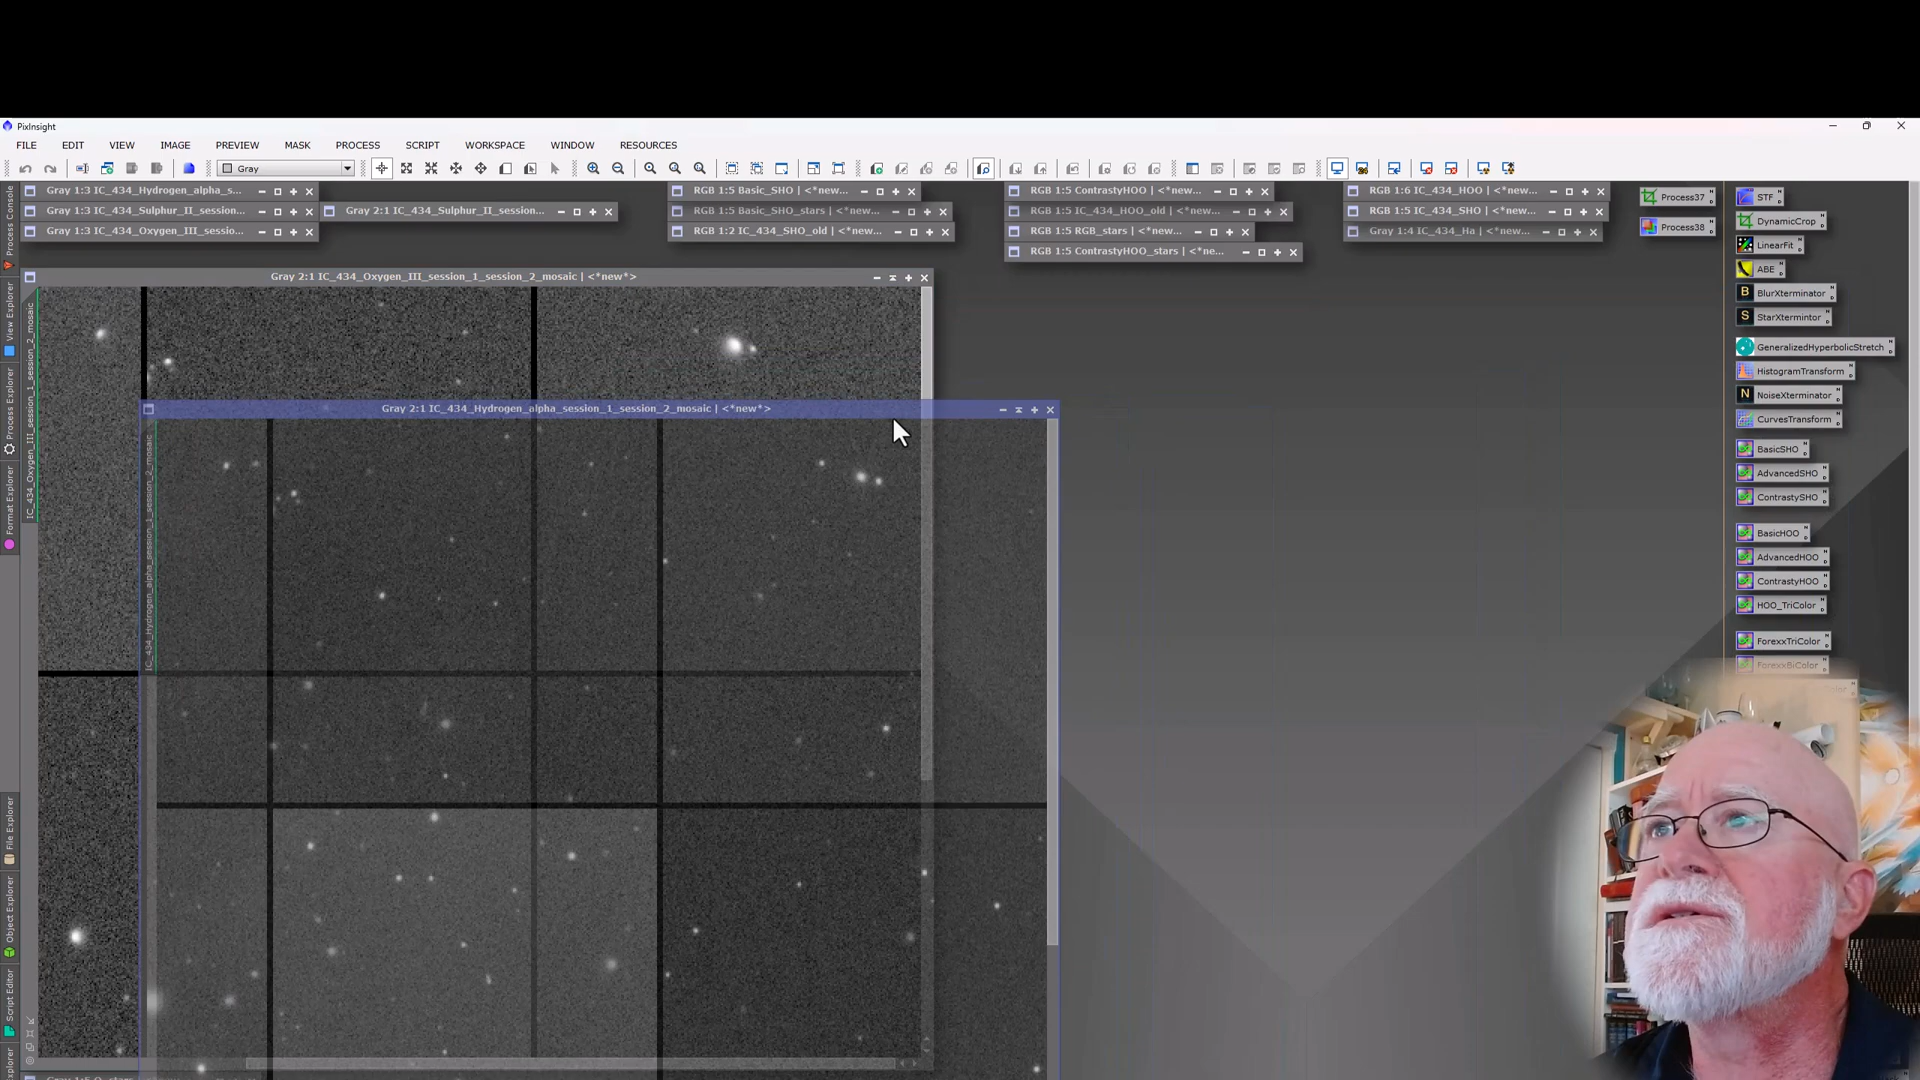 PixInsight
FILE EDIT VIEW IMAGE PREVIEW MASK PROCESS SCRIPT WORKSPACE WINDOW RESOURCES
Gray
Gray 1:3 IC_434_Hydrogen_alpha_s...
RGB 1:5 Basic_SHO | <*new...
RGB 1:5 ContrastyHOO | <*new...
RGB 1:6 IC_434_HOO | <*new...
Gray 1:3 IC_434_Sulphur_II_session...
Gray 2:1 IC_434_Sulphur_II_session...
RGB 1:5 Basic_SHO_stars | <*new...
RGB 1:5 IC_434_HOO_old | <*new...
RGB 1:5 IC_434_SHO | <*new...
Gray 1:3 IC_434_Oxygen_III_sessio...
RGB 1:2 IC_434_SHO_old | <*new...
RGB 1:5 RGB_stars | <*new...
Gray 1:4 IC_434_Ha | <*new...
RGB 1:5 ContrastyHOO_stars | <*ne...
Process37
Process38
Gray 2:1 IC_434_Oxygen_III_session_1_session_2_mosaic | <*new*>
IC_434_Oxygen_III_session_1_session_2_mosaic
Gray 2:1 IC_434_Hydrogen_alpha_session_1_session_2_mosaic | <*new*>
IC_434_Hydrogen_alpha_session_1_session_2_mosaic
STF
DynamicCrop
LinearFit
ABE
B BlurXterminator
S StarXtermintor
GeneralizedHyperbolicStretch
HistogramTransform
N NoiseXterminator
CurvesTransform
BasicSHO
AdvancedSHO
ContrastySHO
BasicHOO
AdvancedHOO
ContrastyHOO
HOO_TriColor
ForexxTriColor
ForexxBiColor
Process Console
View Explorer
Process Explorer
Format Explorer
File Explorer
Object Explorer
Script Editor